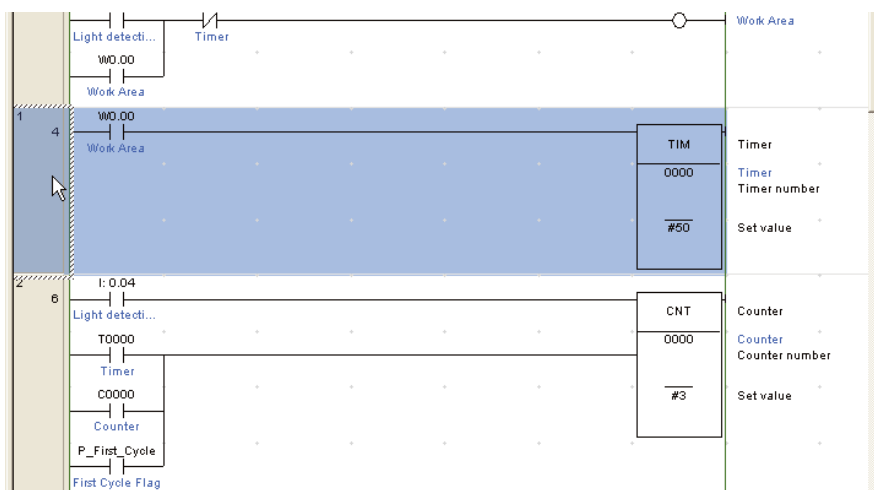 Light detecti... Timer Work Area
W0.00
Work Area
1 W0.00
4 TIM Timer
Work Area
0000 Timer
Timer number
#50 Set value
2 I: 0.04
6 CNT Counter
Light detecti...
T0000 0000 Counter
Counter number
Timer
C0000 #3 Set value
Counter
P_First_Cycle
First Cycle Flag